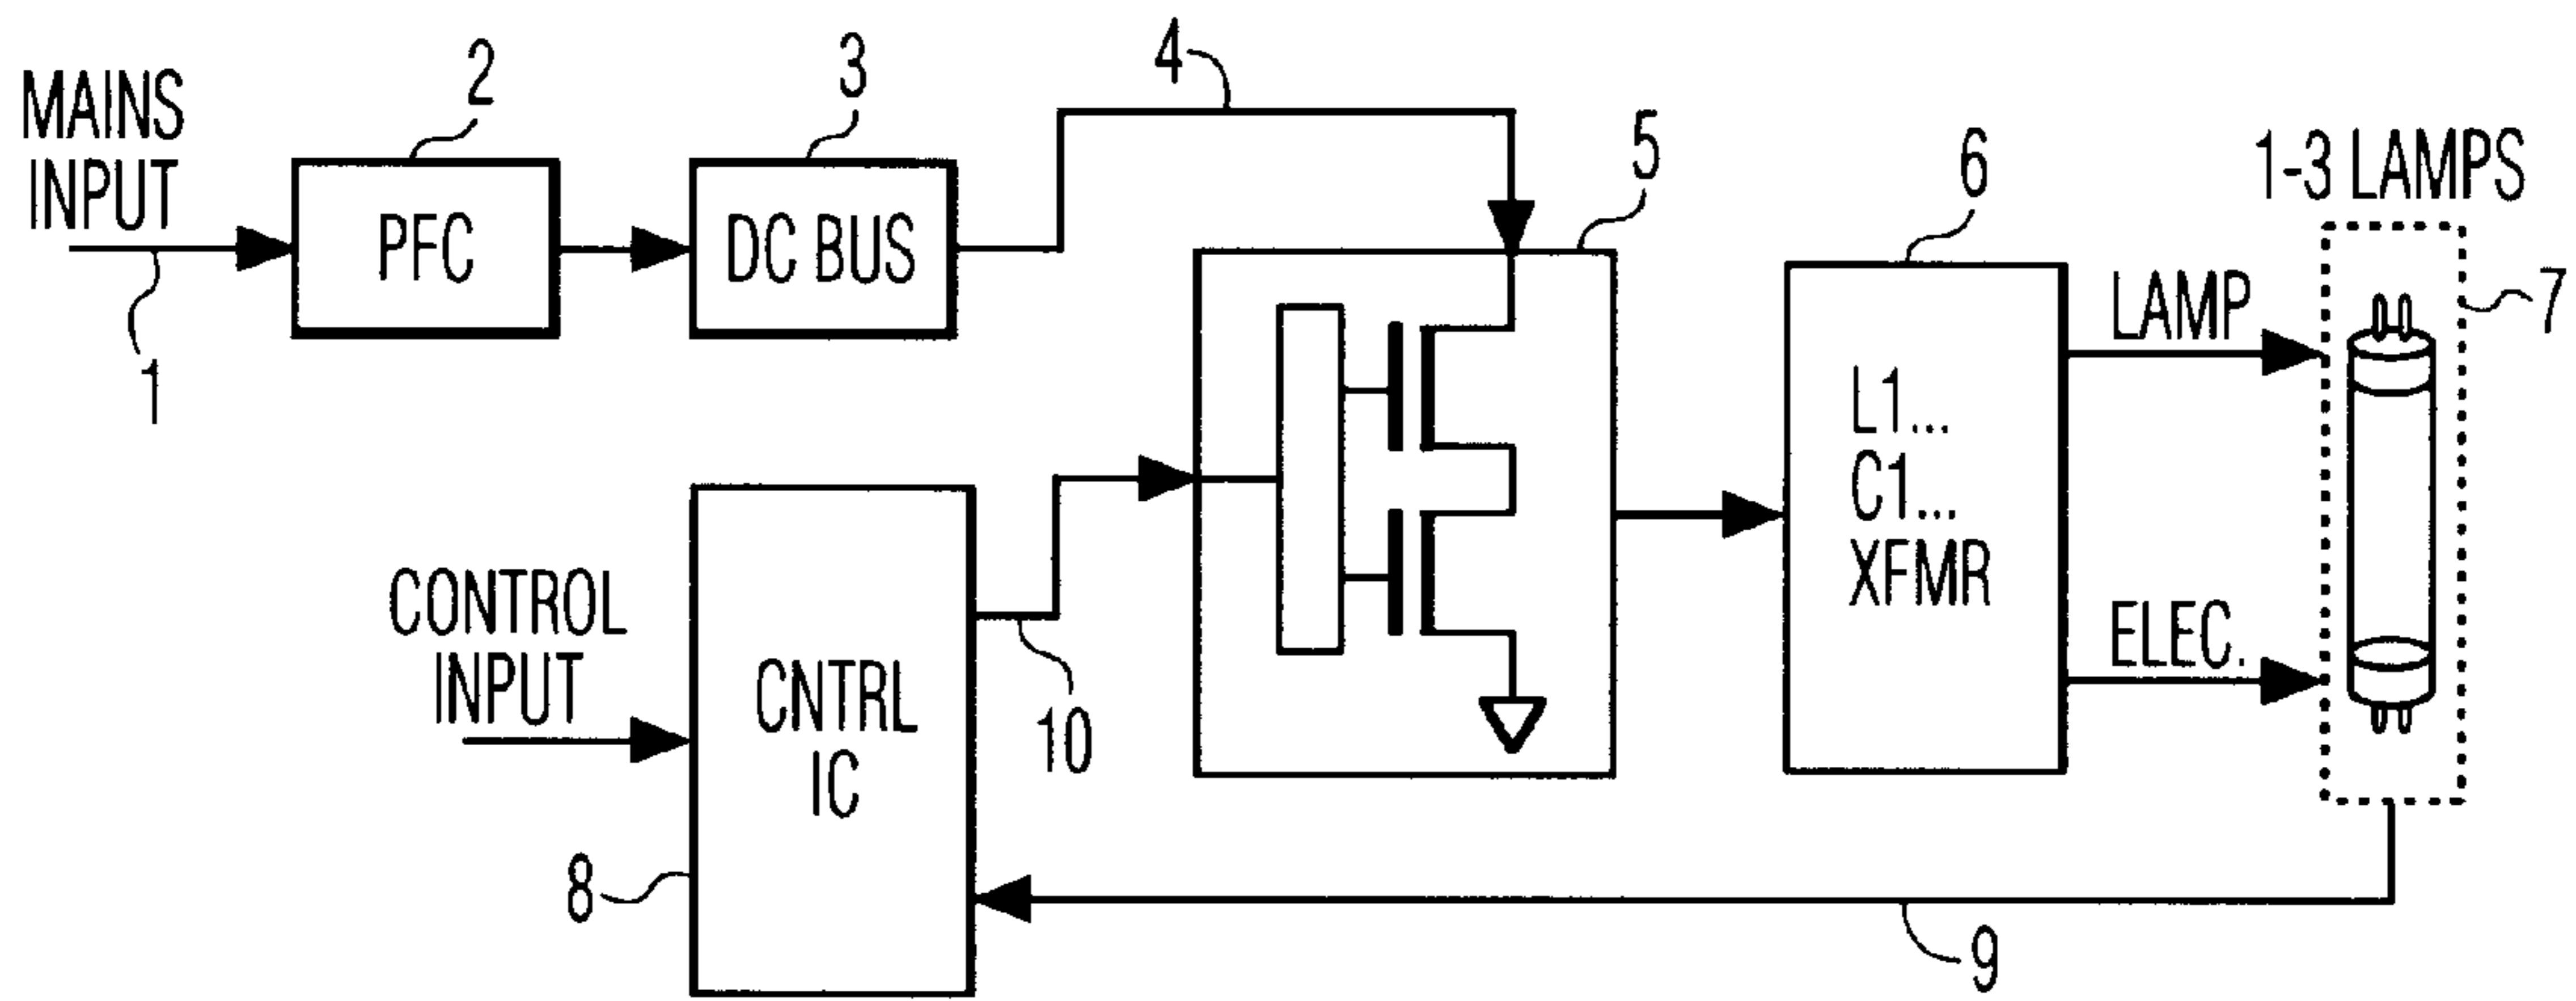 MAINS
INPUT
1
2
PFC
3
DC BUS
4
5
6
L1...
C1...
XFMR
LAMP
ELEC.
1-3 LAMPS
7
CONTROL
INPUT
CNTRL
IC
8
10
9